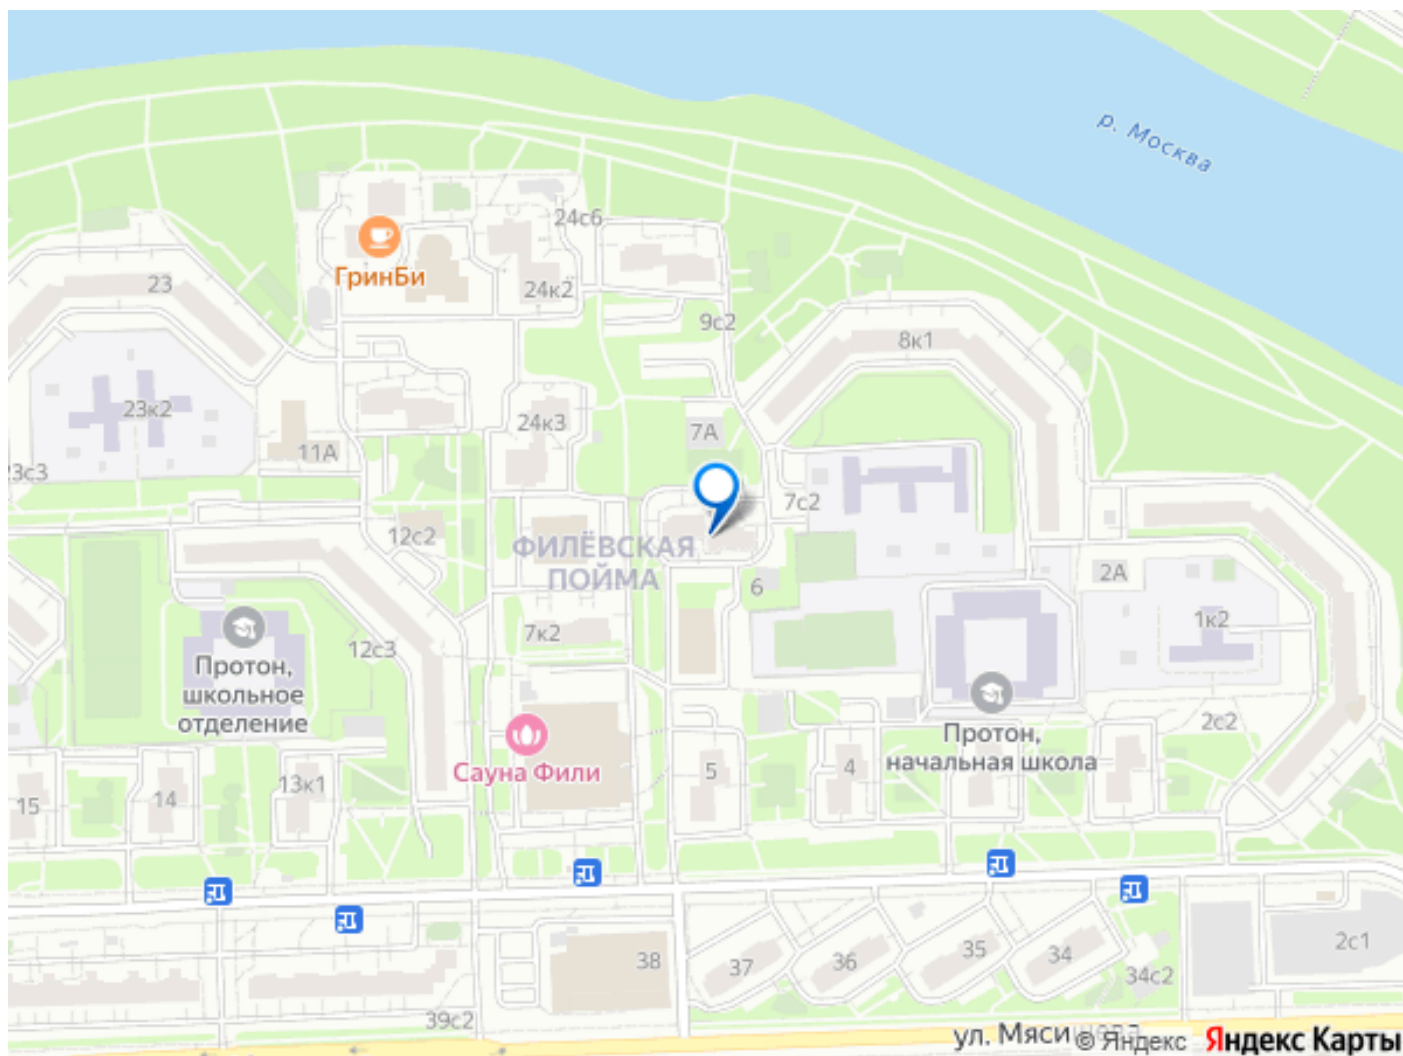 р. Москва
24с6
ГринБи
23
24к2
9с2
8к1
23к2
24к3
7А
11А
23с3
7с2
12с2
ФИЛЁВСКАЯ
ПОЙМА
6
2А
1к2
7к2
12с3
Протон,
школьное
отделение
2с2
Протон,
начальная школа
Сауна Фили
5
4
13к1
14
15
38
37
36
35
34
34с2
2с1
39с2
ул. Мясищева
© Яндекс Яндекс Карты